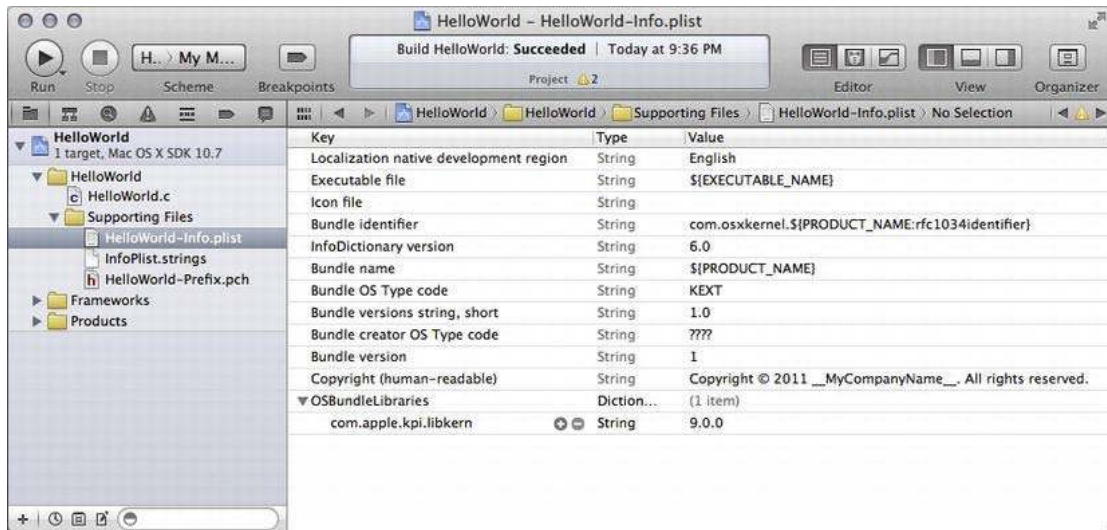 HelloWorld – HelloWorld-Info.plist
Build HelloWorld: Succeeded | Today at 9:36 PM
Project 2
H.. › My M...
Run Stop Scheme Breakpoints Editor View Organizer
HelloWorld › HelloWorld › Supporting Files › HelloWorld-Info.plist › No Selection
HelloWorld
1 target, Mac OS X SDK 10.7
HelloWorld
c HelloWorld.c
Supporting Files
HelloWorld-Info.plist
InfoPlist.strings
h HelloWorld-Prefix.pch
Frameworks
Products
Key Type Value
Localization native development region String English
Executable file String ${EXECUTABLE_NAME}
Icon file String
Bundle identifier String com.osxkernel.${PRODUCT_NAME:rfc1034identifier}
InfoDictionary version String 6.0
Bundle name String ${PRODUCT_NAME}
Bundle OS Type code String KEXT
Bundle versions string, short String 1.0
Bundle creator OS Type code String ????
Bundle version String 1
Copyright (human-readable) String Copyright © 2011 __MyCompanyName__. All rights reserved.
OSBundleLibraries Diction... (1 item)
com.apple.kpi.libkern String 9.0.0